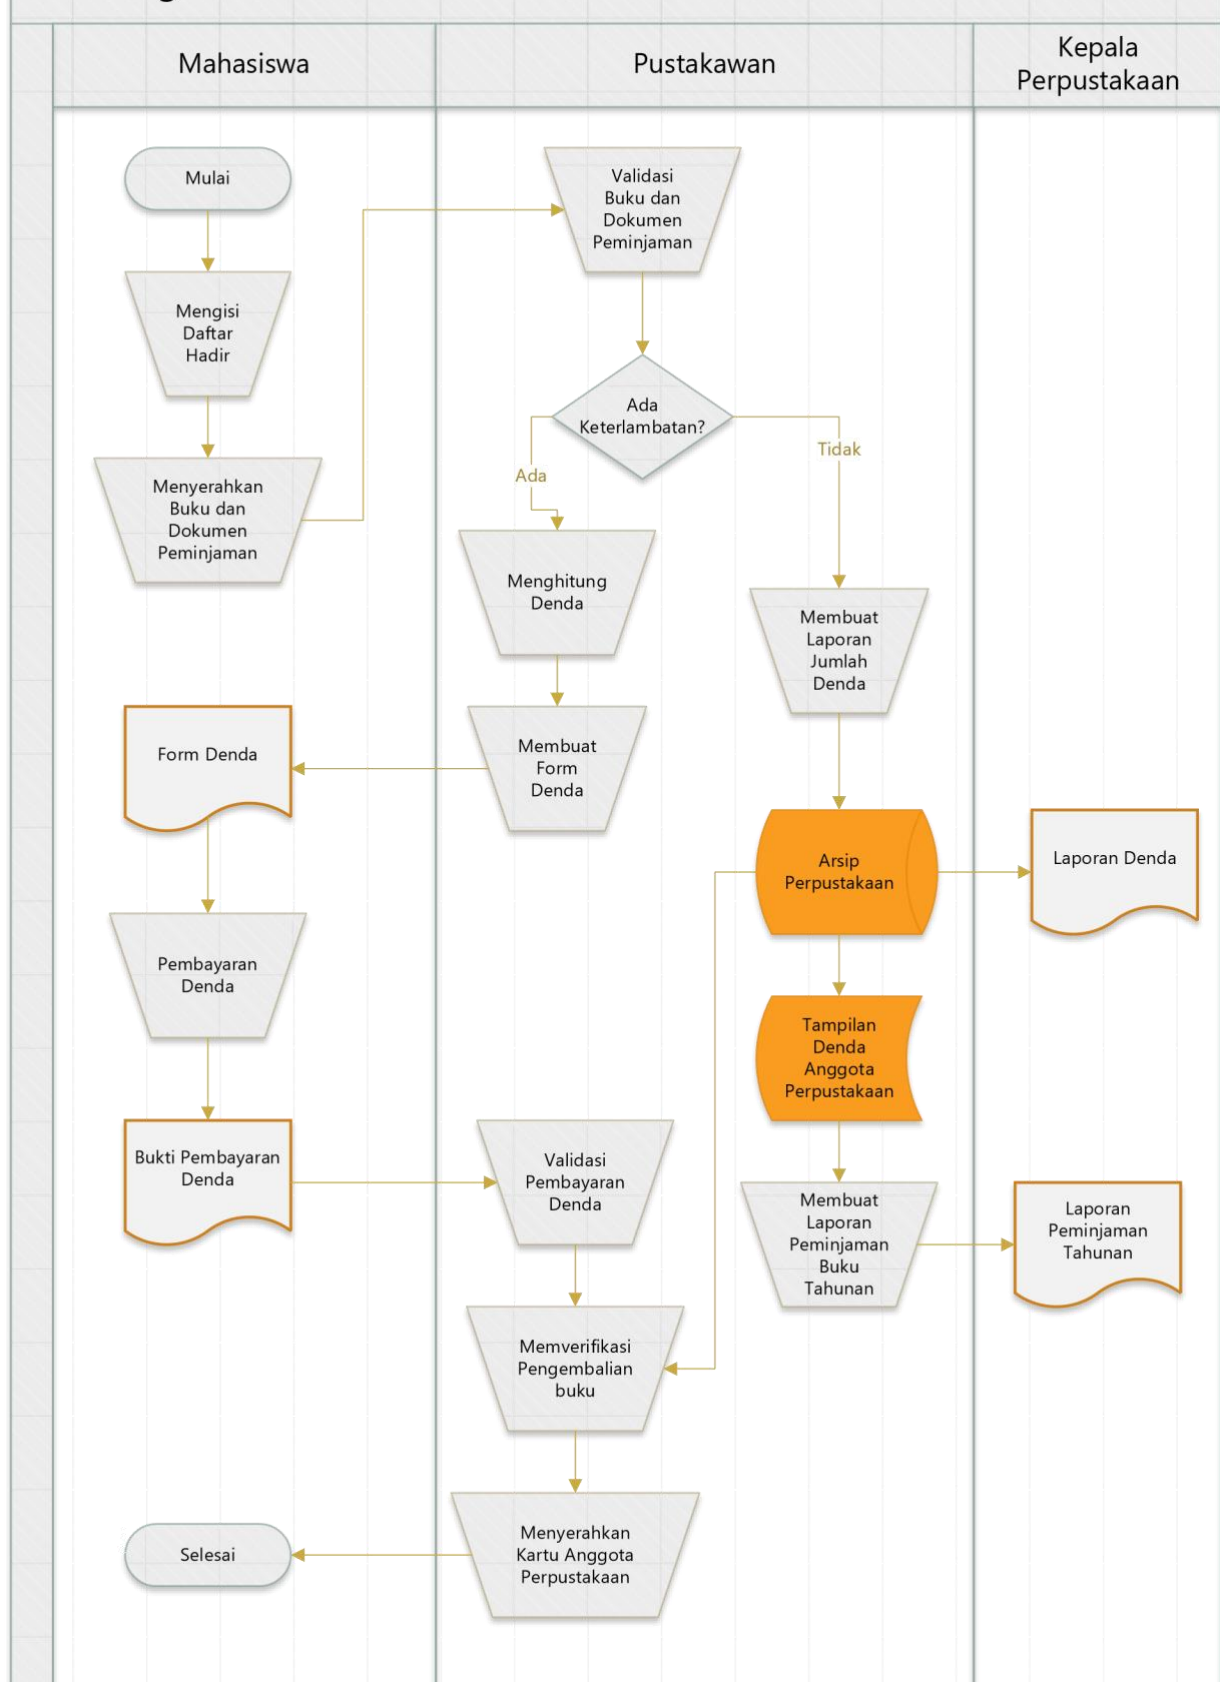 Mahasiswa
Pustakawan
Kepala
Perpustakaan
Mulai
Validasi
Buku dan
Dokumen
Peminjaman
Mengisi
Daftar
Hadir
Ada
Keterlambatan?
Ada
Tidak
Menyerahkan
Buku dan
Dokumen
Peminjaman
Menghitung
Denda
Membuat
Laporan
Jumlah
Denda
Form Denda
Membuat
Form
Denda
Arsip
Perpustakaan
Laporan Denda
Pembayaran
Denda
Tampilan
Denda
Anggota
Perpustakaan
Bukti Pembayaran
Denda
Validasi
Pembayaran
Denda
Membuat
Laporan
Peminjaman
Buku
Tahunan
Laporan
Peminjaman
Tahunan
Memverifikasi
Pengembalian
buku
Menyerahkan
Kartu Anggota
Perpustakaan
Selesai